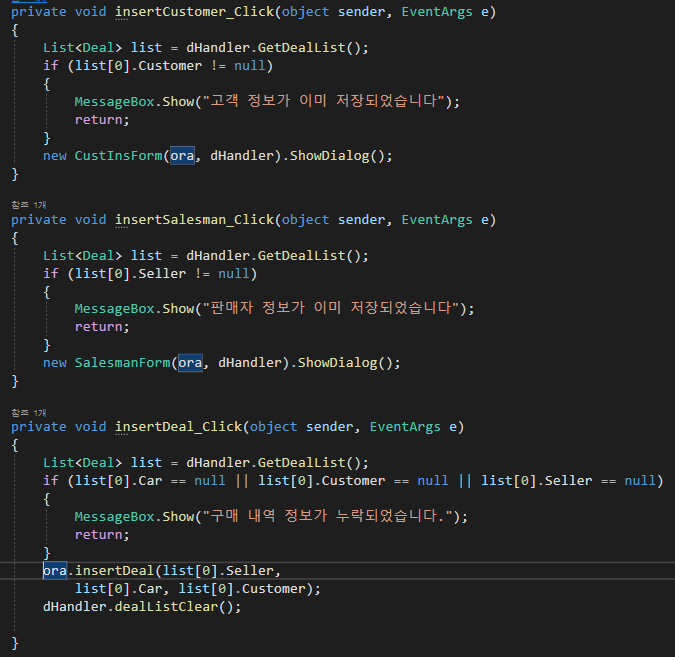 private void insertCustomer_Click(object sender, EventArgs e)
{
    List<Deal> list = dHandler.GetDealList();
    if (list[0].Customer != null)
    {
        MessageBox.Show("고객 정보가 이미 저장되었습니다");
        return;
    }
    new CustInsForm(ora, dHandler).ShowDialog();
}
참조 1개
private void insertSalesman_Click(object sender, EventArgs e)
{
    List<Deal> list = dHandler.GetDealList();
    if (list[0].Seller != null)
    {
        MessageBox.Show("판매자 정보가 이미 저장되었습니다");
        return;
    }
    new SalesmanForm(ora, dHandler).ShowDialog();
}
참조 1개
private void insertDeal_Click(object sender, EventArgs e)
{
    List<Deal> list = dHandler.GetDealList();
    if (list[0].Car == null || list[0].Customer == null || list[0].Seller == null)
    {
        MessageBox.Show("구매 내역 정보가 누락되었습니다.");
        return;
    }
    ora.insertDeal(list[0].Seller,
        list[0].Car, list[0].Customer);
    dHandler.dealListClear();
}